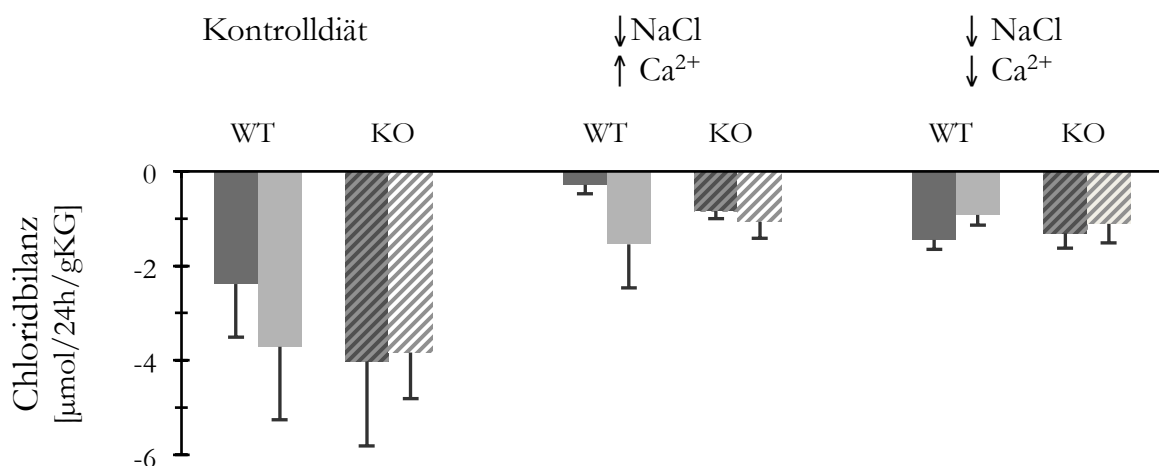 Kontrolldiät
↓NaCl
↑ Ca²⁺
↓ NaCl
↓ Ca²⁺
WT KO WT KO WT KO
Chloridbilanz
[µmol/24h/gKG]
0
-2
-4
-6